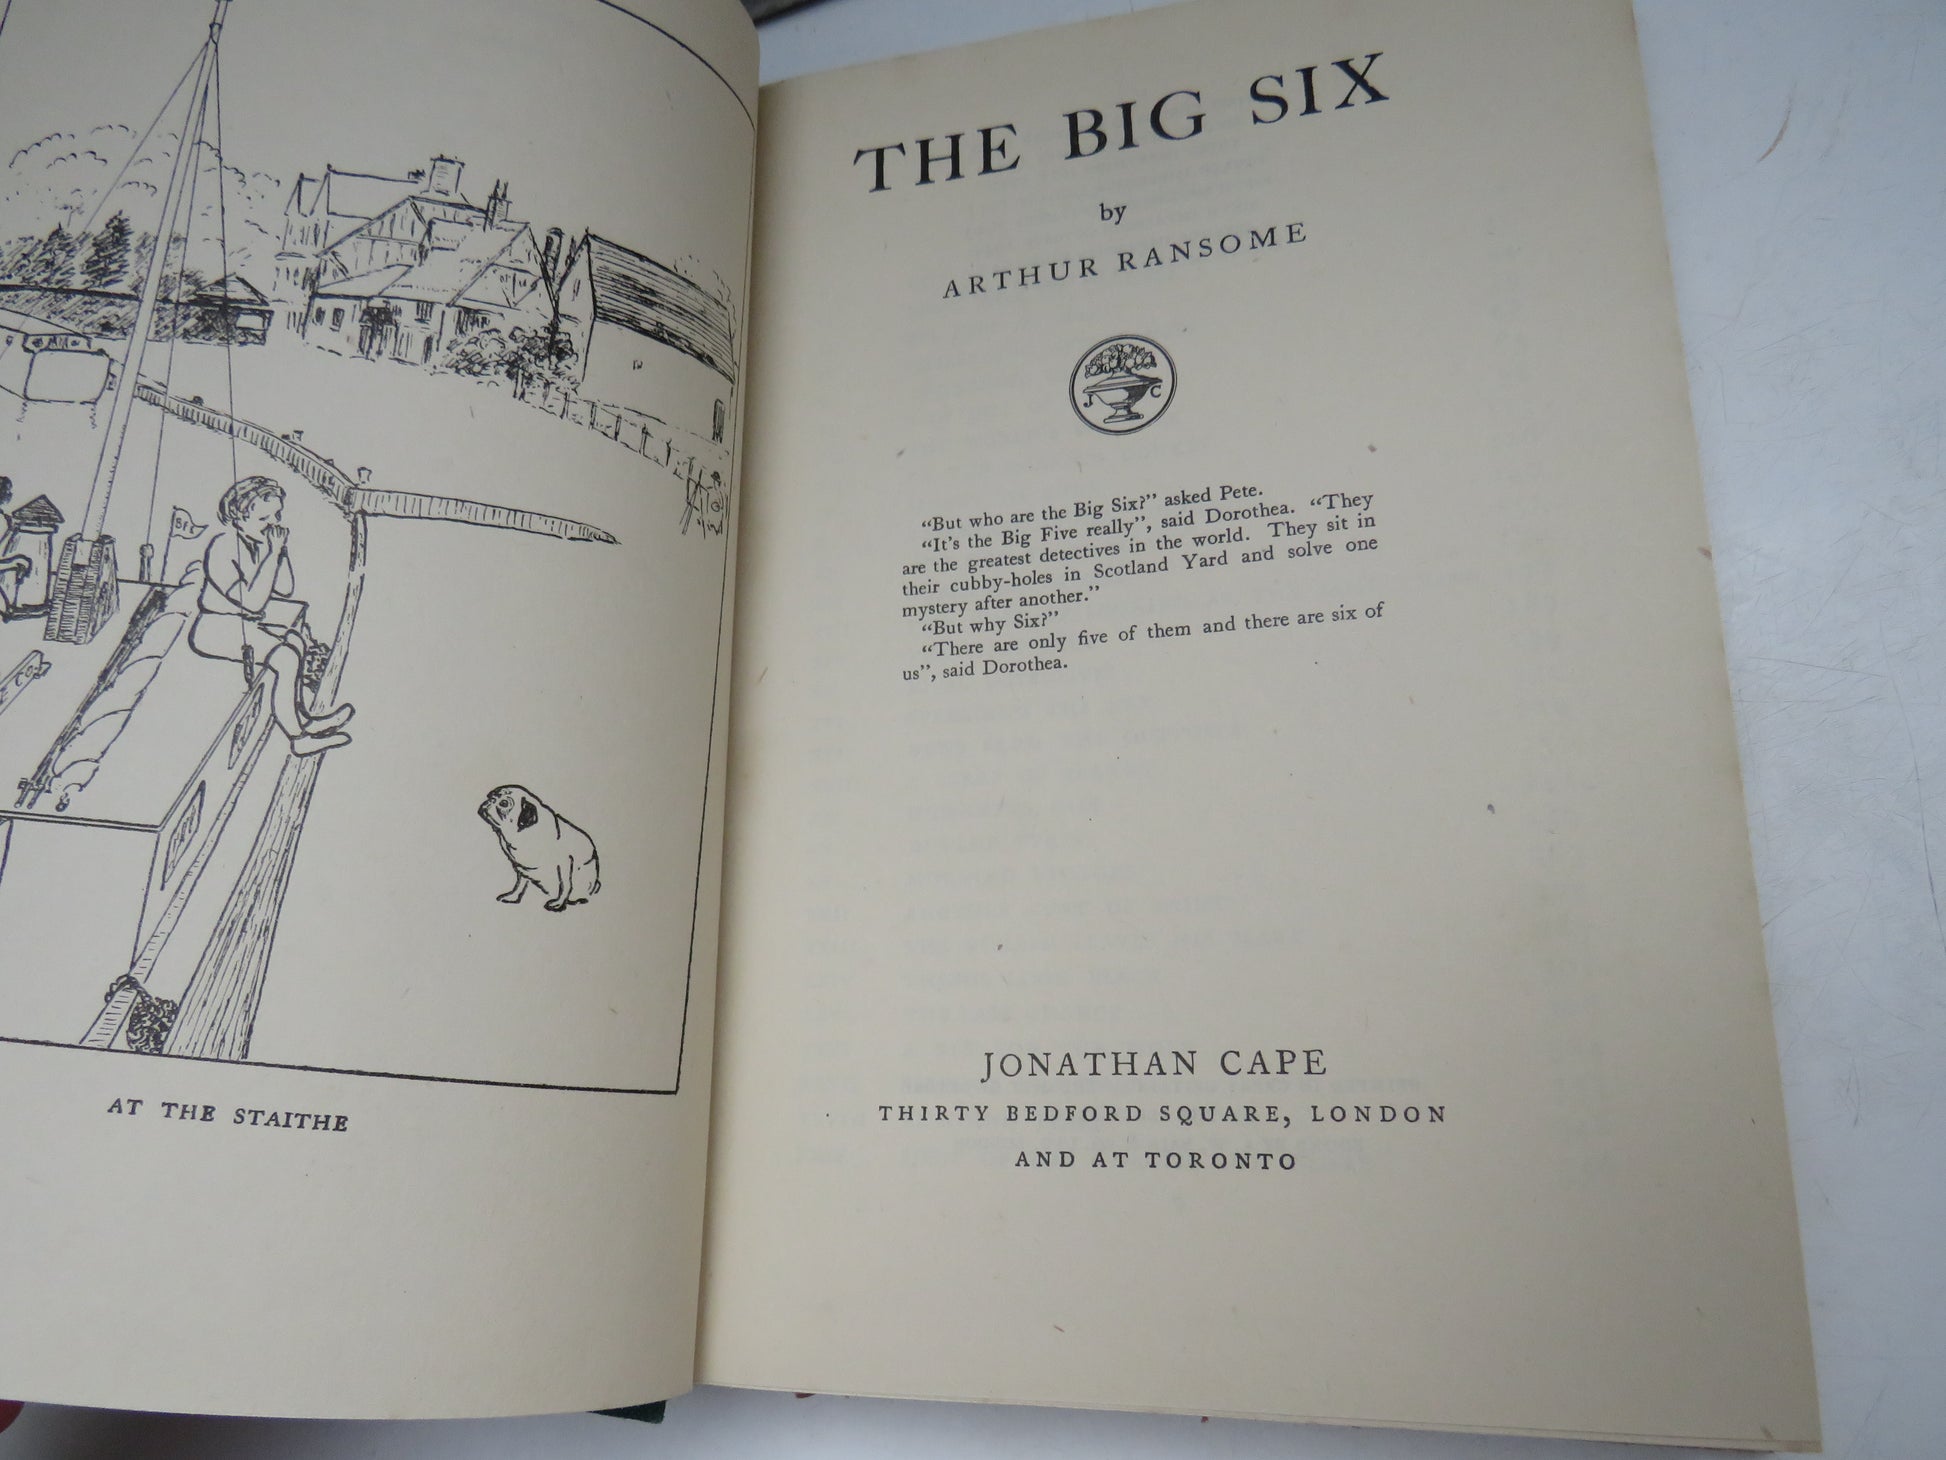 AT THE STAITHE
THE BIG SIX
by
ARTHUR RANSOME
J C
“But who are the Big Six?” asked Pete.
“It's the Big Five really”, said Dorothea. “They
are the greatest detectives in the world. They sit in
their cubby-holes in Scotland Yard and solve one
mystery after another.”
“But why Six?”
“There are only five of them and there are six of
us”, said Dorothea.
JONATHAN CAPE
THIRTY BEDFORD SQUARE, LONDON
AND AT TORONTO